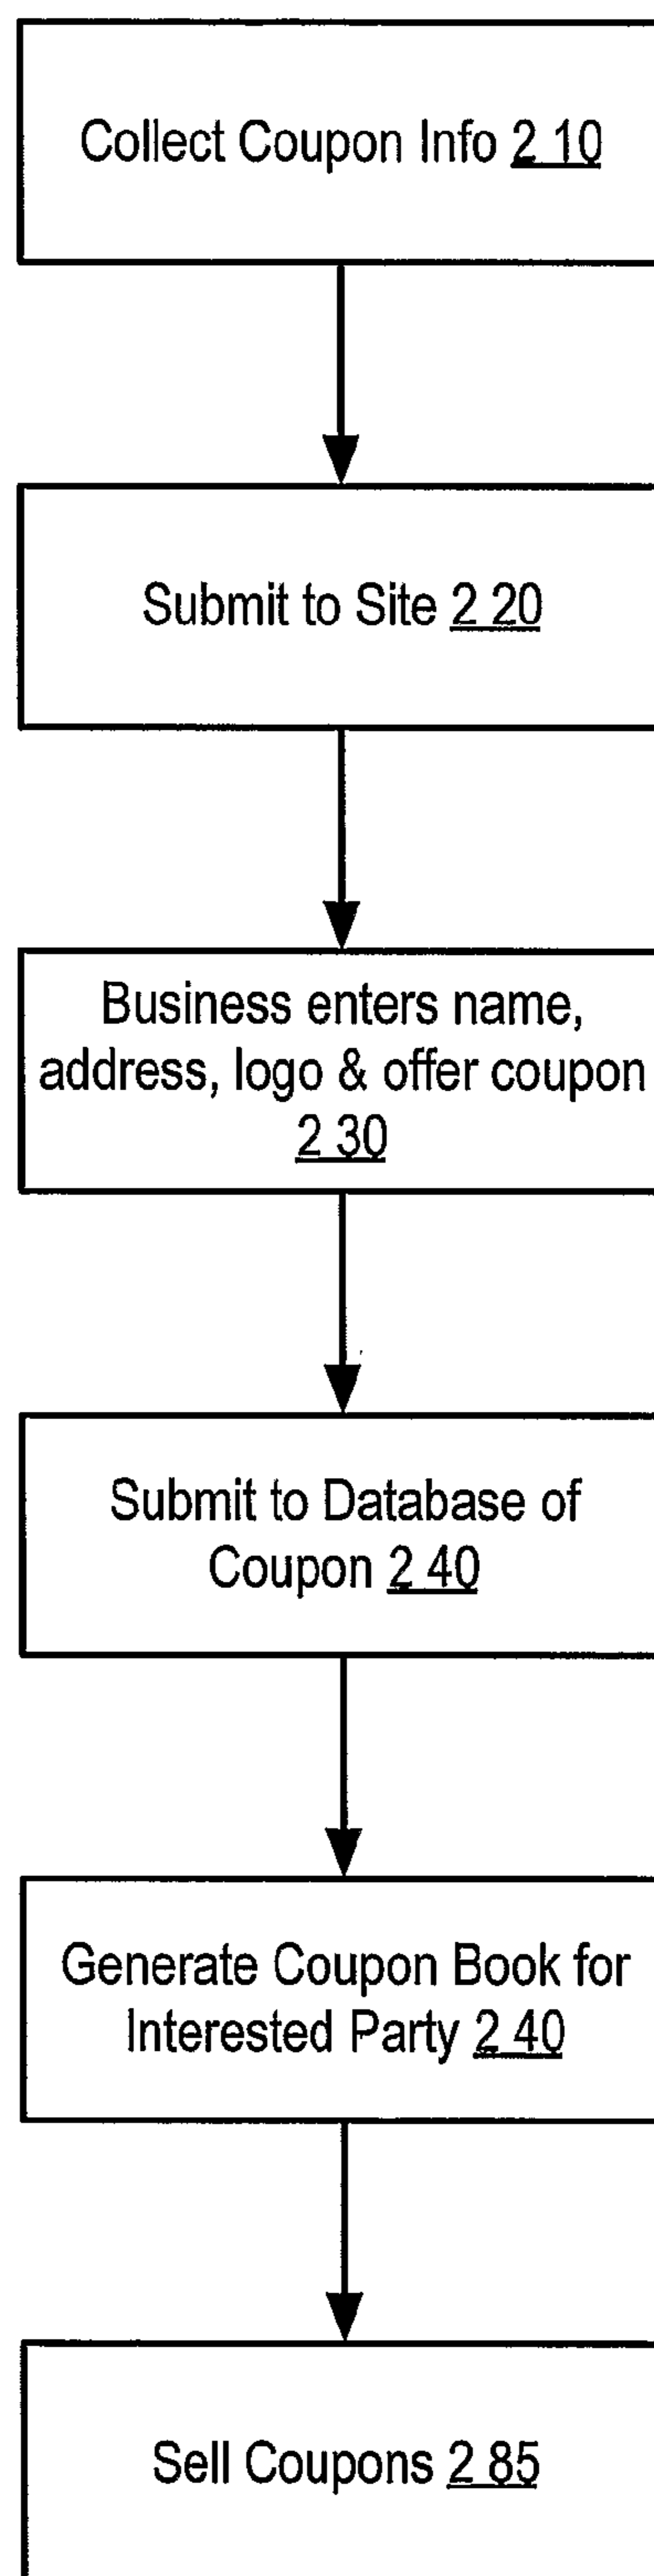 Collect Coupon Info 2 10
Submit to Site 2 20
Business enters name,
address, logo & offer coupon
2 30
Submit to Database of
Coupon 2 40
Generate Coupon Book for
Interested Party 2 40
Sell Coupons 2 85